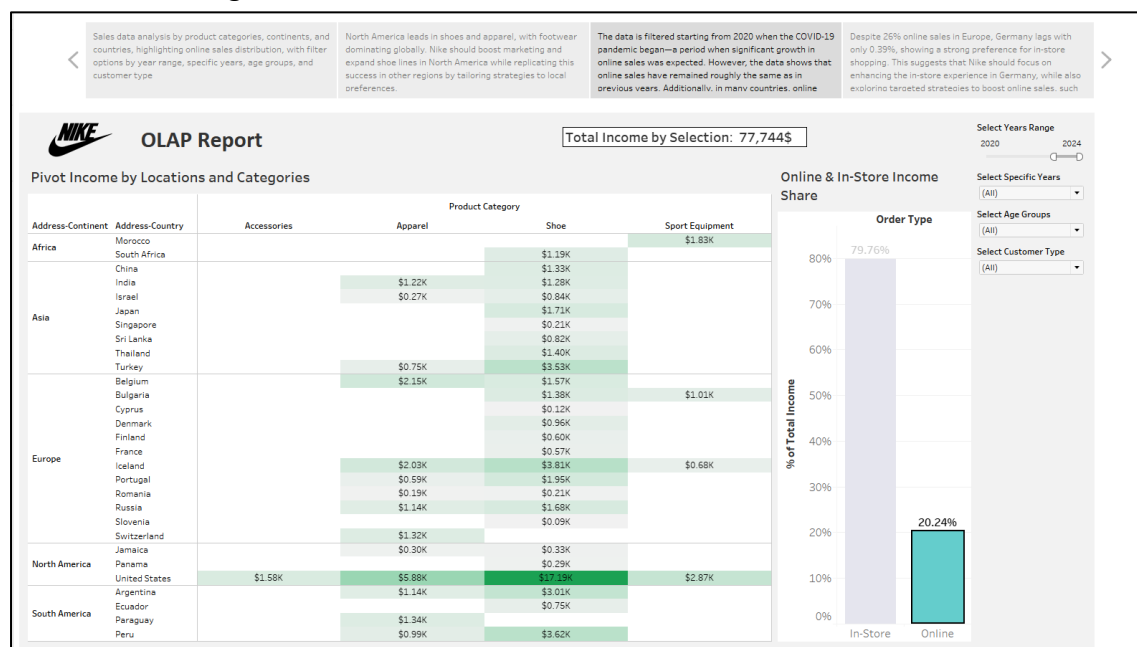 Sales data analysis by product categories, continents, and
countries, highlighting online sales distribution, with filter
options by year range, specific years, age groups, and
customer type
North America leads in shoes and apparel, with footwear
dominating globally. Nike should boost marketing and
expand shoe lines in North America while replicating this
success in other regions by tailoring strategies to local
preferences.
The data is filtered starting from 2020 when the COVID-19
pandemic began—a period when significant growth in
online sales was expected. However, the data shows that
online sales have remained roughly the same as in
previous years. Additionally, in many countries, online
Despite 26% online sales in Europe, Germany lags with
only 0.39%, showing a strong preference for in-store
shopping. This suggests that Nike should focus on
enhancing the in-store experience in Germany, while also
exploring targeted strategies to boost online sales, such
NIKE
OLAP Report
Total Income by Selection: 77,744$
Select Years Range
2020 2024
Select Specific Years
(All)
Select Age Groups
(All)
Select Customer Type
(All)
Pivot Income by Locations and Categories
Product Category
Address-Continent Address-Country Accessories Apparel Shoe Sport Equipment
Africa
Morocco $1.83K
South Africa $1.19K
Asia
China $1.33K
India $1.22K $1.28K
Israel $0.27K $0.84K
Japan $1.71K
Singapore $0.21K
Sri Lanka $0.82K
Thailand $1.40K
Turkey $0.75K $3.53K
Europe
Belgium $2.15K $1.57K
Bulgaria $1.38K $1.01K
Cyprus $0.12K
Denmark $0.96K
Finland $0.60K
France $0.57K
Iceland $2.03K $3.81K $0.68K
Portugal $0.59K $1.95K
Romania $0.19K $0.21K
Russia $1.14K $1.68K
Slovenia $0.09K
Switzerland $1.32K
North America
Jamaica $0.30K $0.33K
Panama $0.29K
United States $1.58K $5.88K $17.19K $2.87K
South America
Argentina $1.14K $3.01K
Ecuador $0.75K
Paraguay $1.34K
Peru $0.99K $3.62K
Online & In-Store Income
Share
Order Type
% of Total Income
80%
70%
60%
50%
40%
30%
20%
10%
0%
79.76%
20.24%
In-Store Online